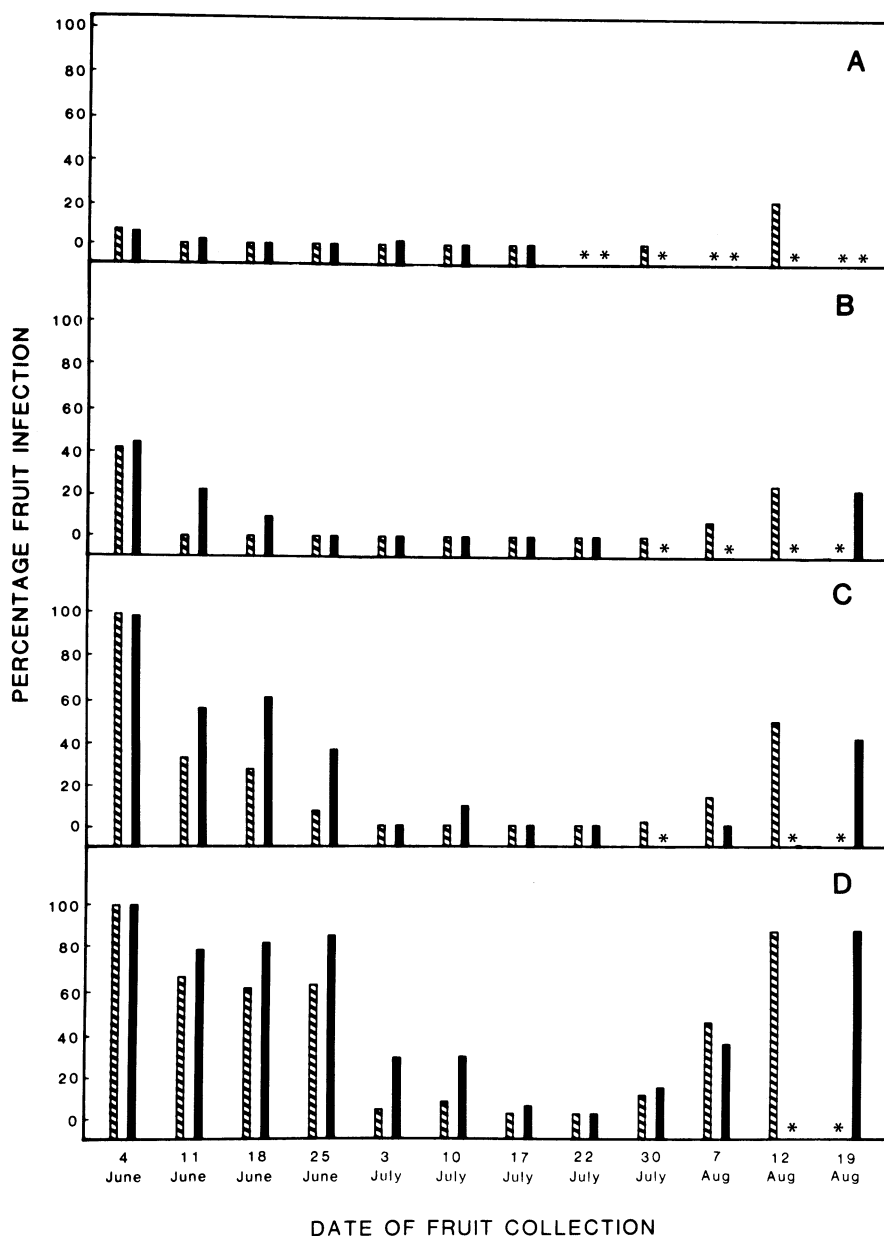 PERCENTAGE FRUIT INFECTION
A
100
80
60
40
20
0
* * * * * * * *
B
100
80
60
40
20
0
* * * *
C
100
80
60
40
20
0
* * *
D
100
80
60
40
20
0
* *
4 11 18 25 3 10 17 22 30 7 12 19
June June June June July July July July July Aug Aug Aug
DATE OF FRUIT COLLECTION